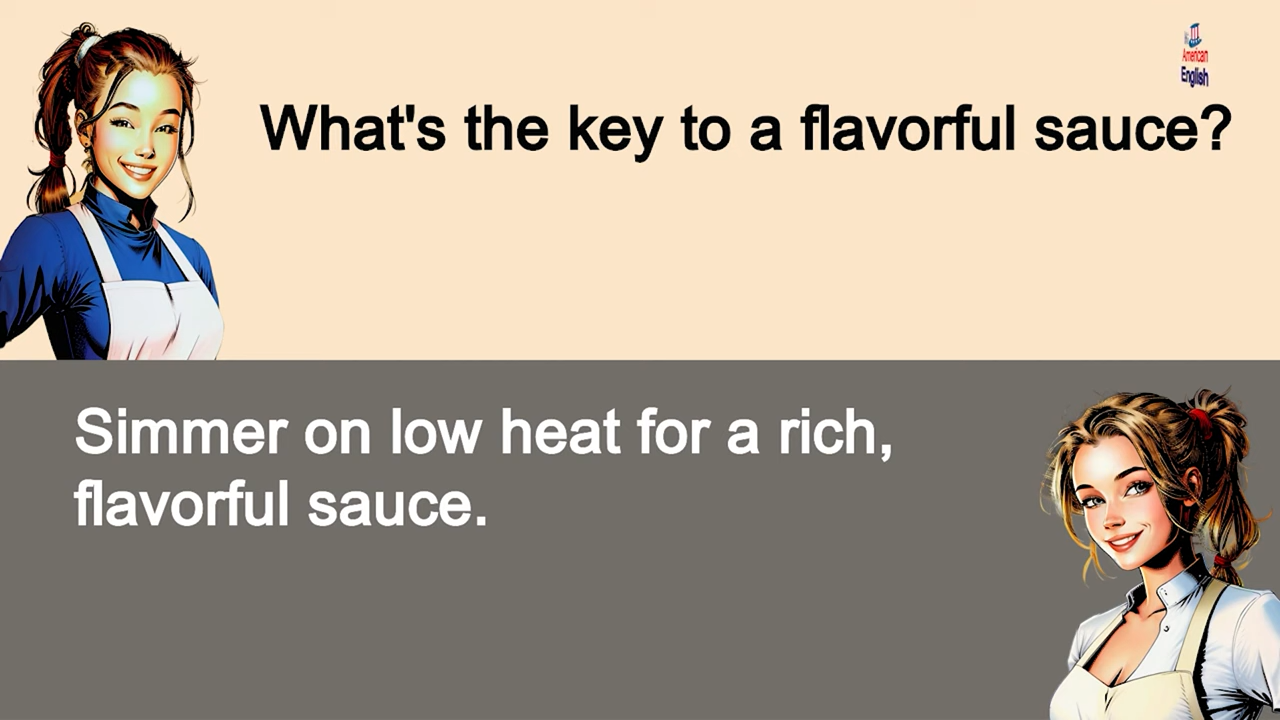 American
English
What's the key to a flavorful sauce?
Simmer on low heat for a rich,
flavorful sauce.